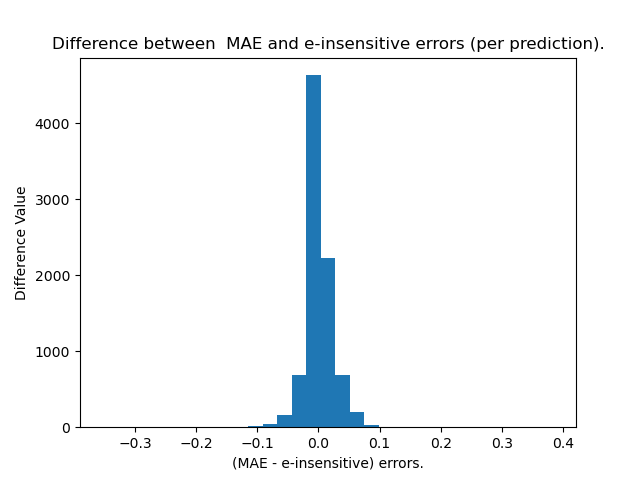 Difference between  MAE and e-insensitive errors (per prediction).
Difference Value
4000
3000
2000
1000
0
−0.3 −0.2 −0.1 0.0 0.1 0.2 0.3 0.4
(MAE - e-insensitive) errors.